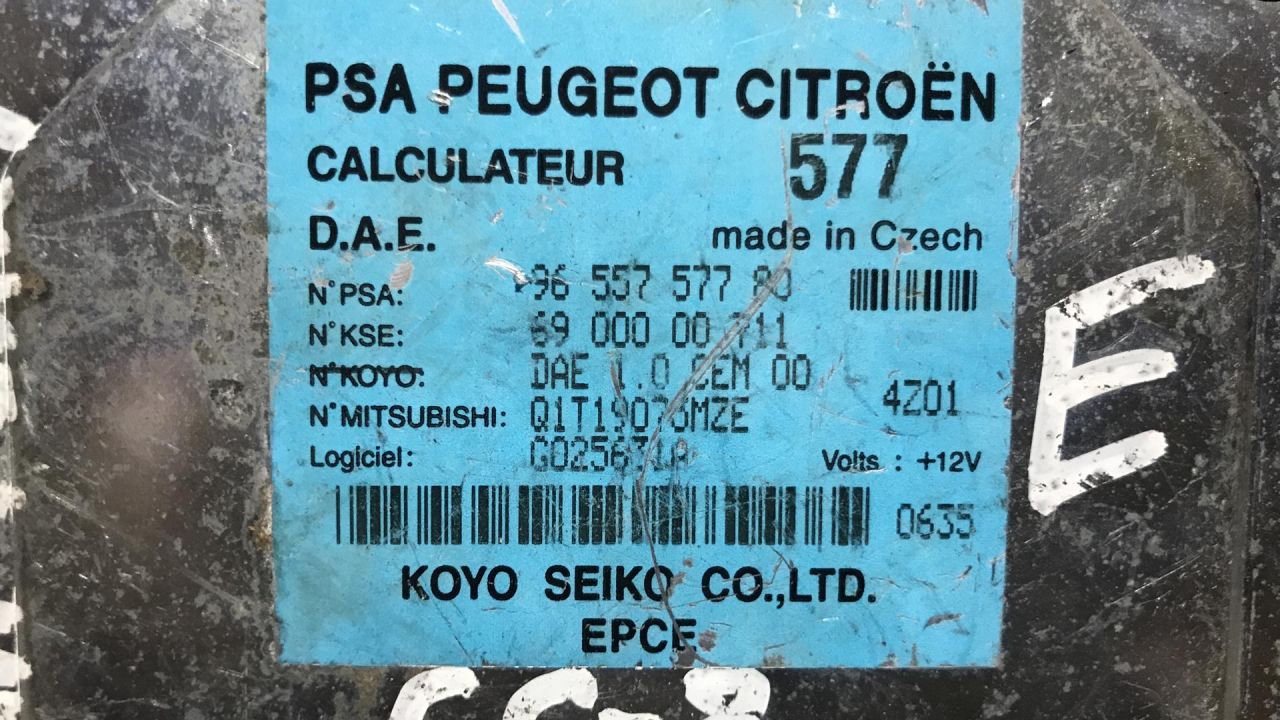 PSA PEUGEOT CITROËN
CALCULATEUR 577
D.A.E. made in Czech
N°PSA: 96 557 577 80
N°KSE: 69 000 00 711
N°KOYO: DAE 1.0 CEM 00
4Z01
N°MITSUBISHI: Q1T19073MZE
Logiciel: Volts : +12V
0635
KOYO SEIKO CO.,LTD.
EPCE
E